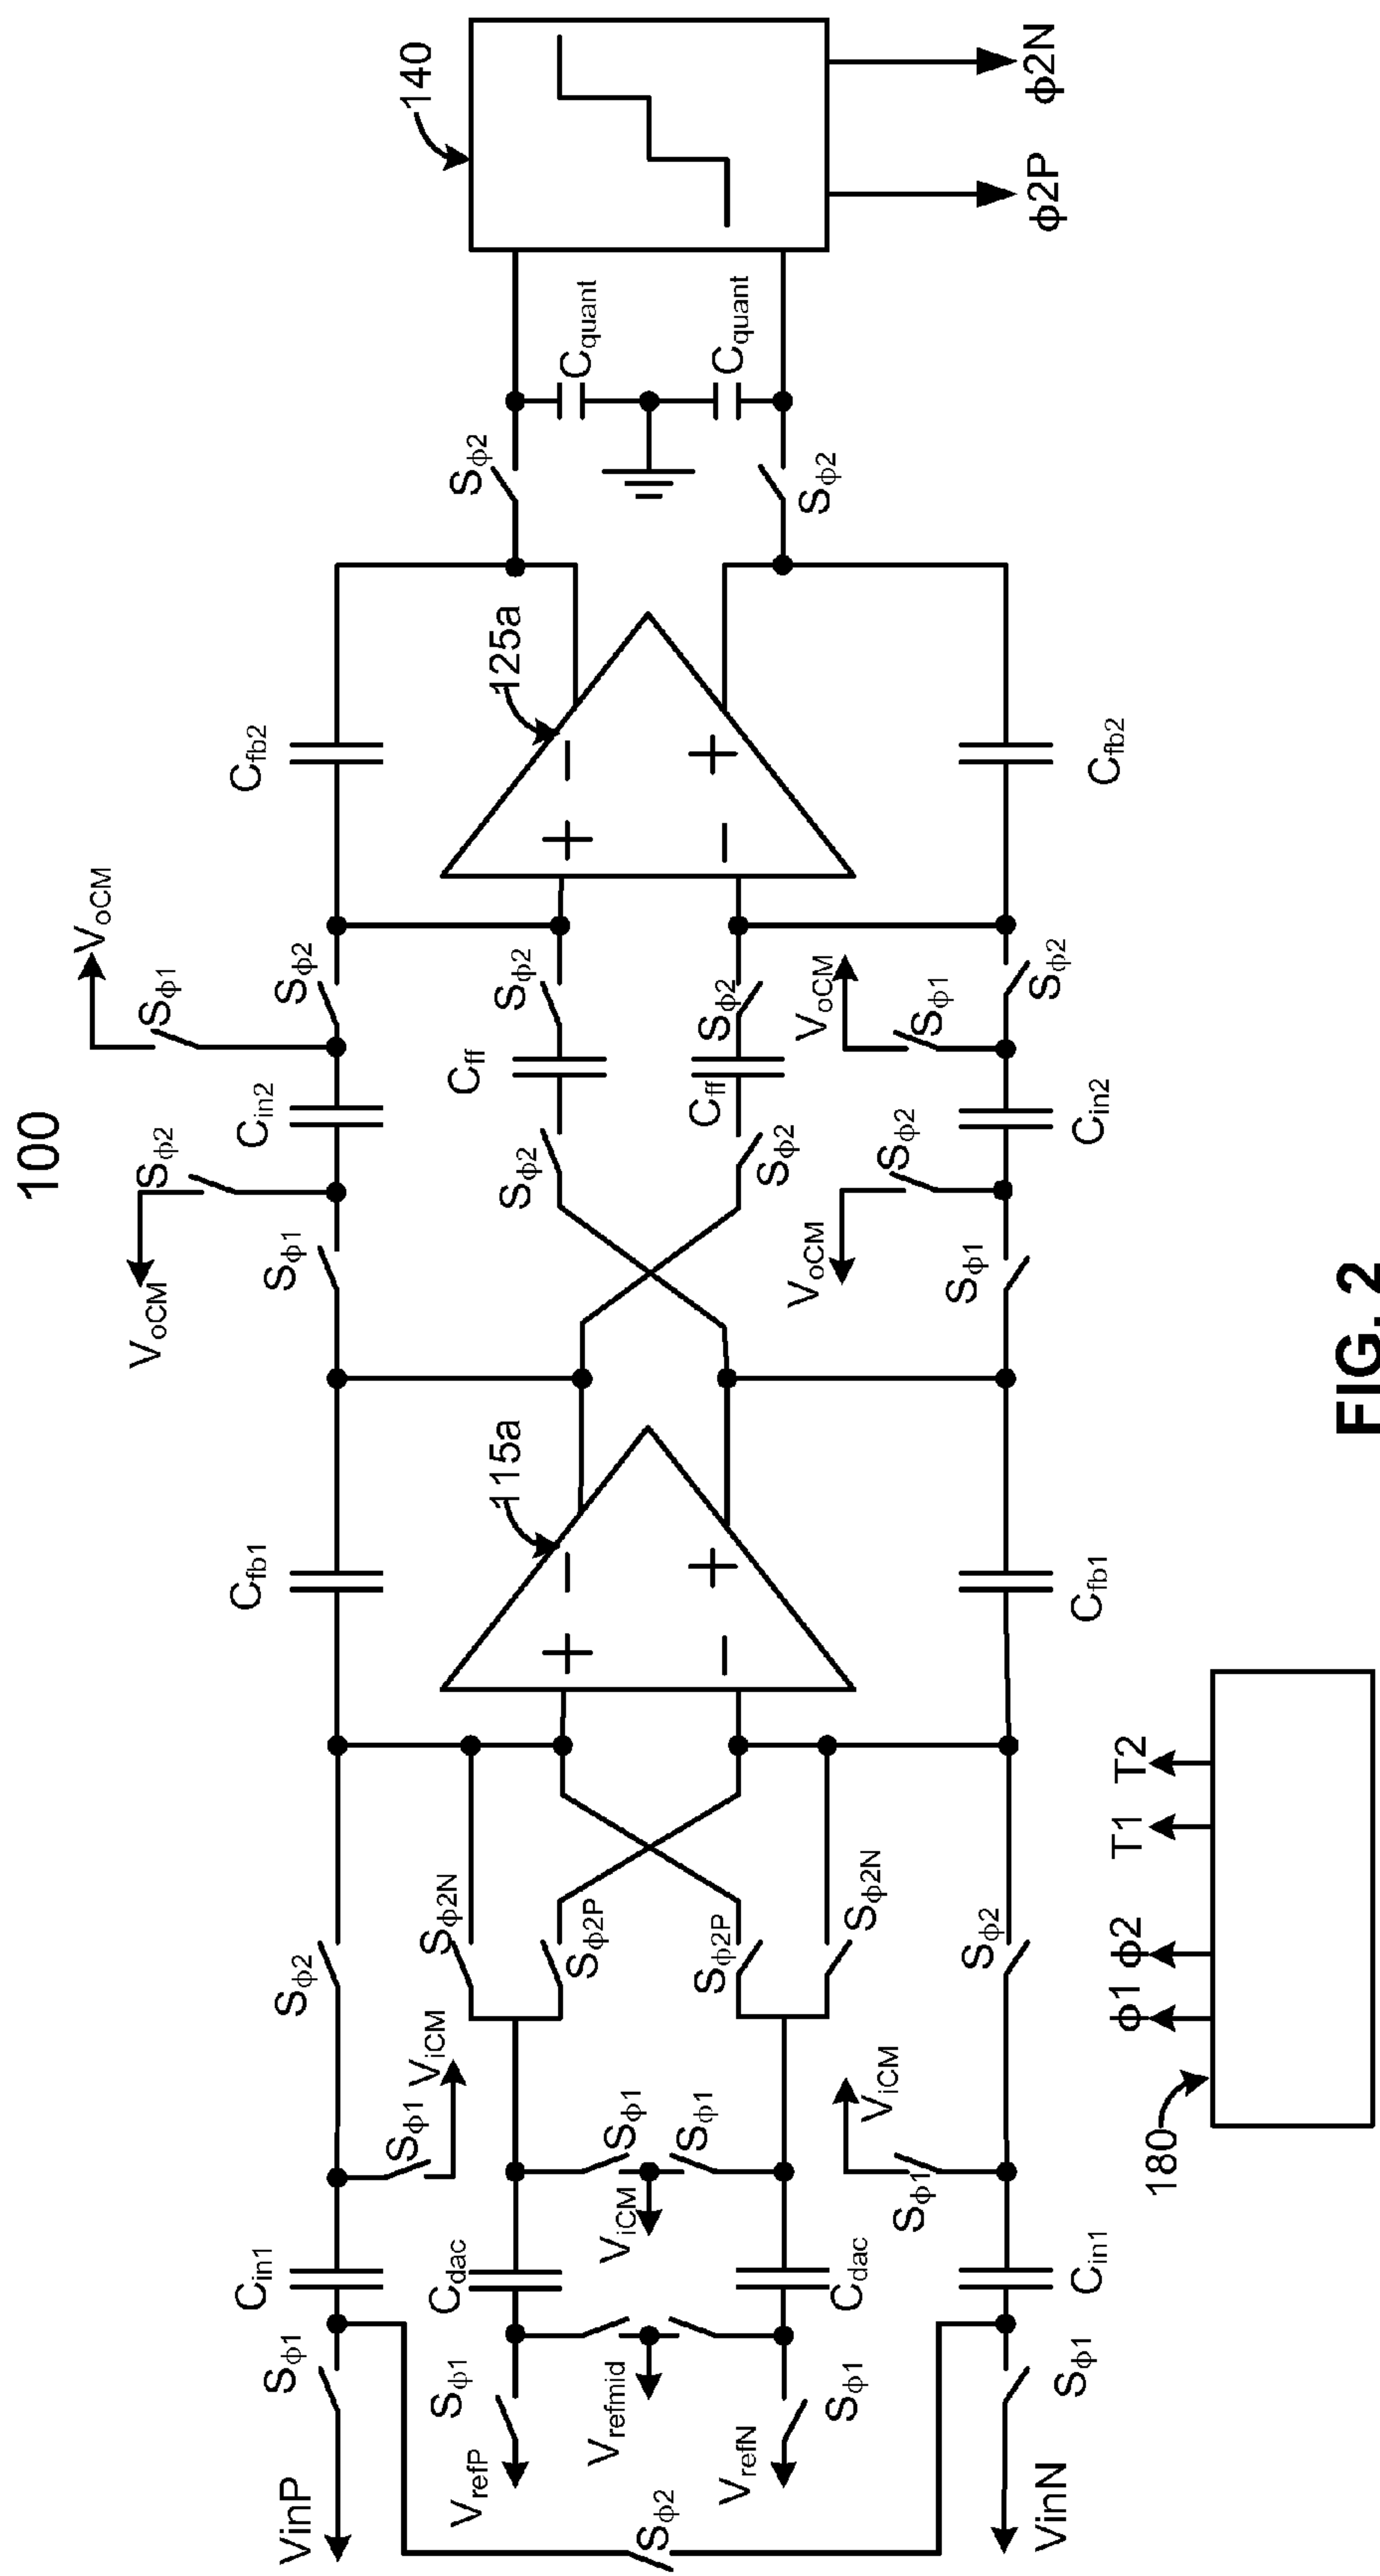 100
VinP
Sϕ1
Cin1
Sϕ1
ViCM
Sϕ2
Cfb1
Sϕ1
VoCM
Sϕ2
Cin2
VoCM
Sϕ1
Sϕ2
Cfb2
VrefP
Sϕ1
Cdac
Sϕ2N
Sϕ2P
115a
Sϕ2
Cff
Sϕ2
125a
Sϕ2
Cquant
140
Sϕ2
Vrefmid
ViCM
Sϕ1
Sϕ1
+
−
−
+
+
−
−
+
VrefN
Sϕ1
Cdac
Sϕ2P
Sϕ2N
Sϕ2
Cff
Sϕ2
Sϕ2
Cquant
VinN
Sϕ1
Cin1
Sϕ1
ViCM
Sϕ2
Cfb1
Sϕ1
VoCM
Sϕ2
Cin2
VoCM
Sϕ1
Sϕ2
Cfb2
ϕ2P
ϕ2N
180
ϕ1
ϕ2
T1
T2
FIG. 2